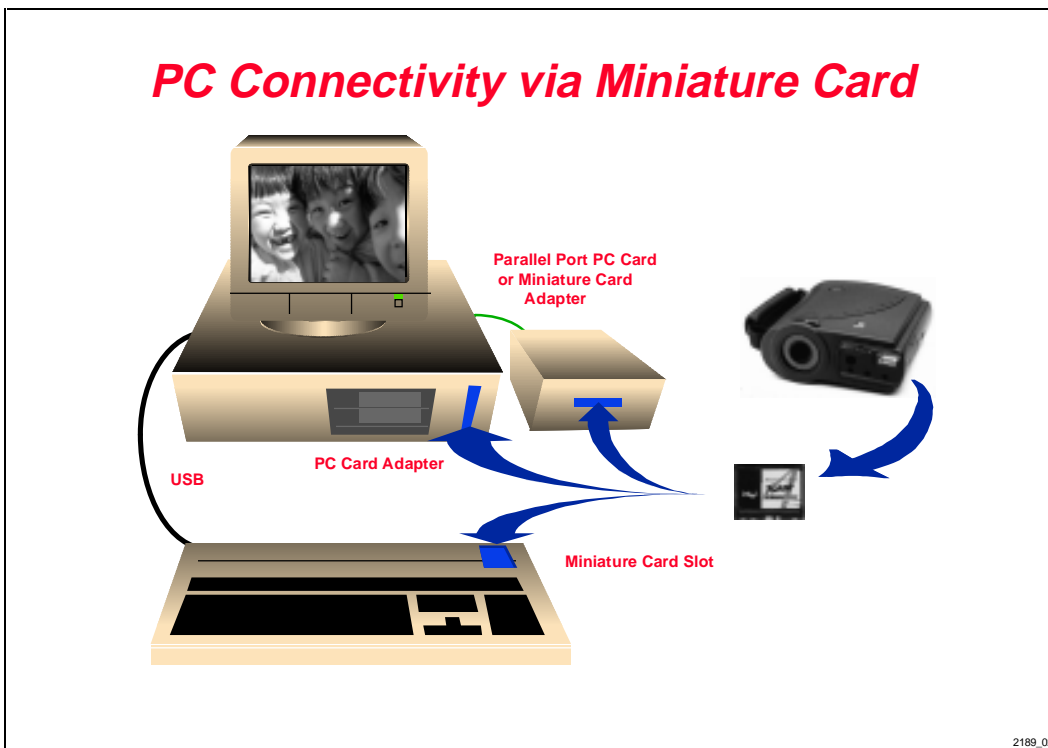 PC Connectivity via Miniature Card
Parallel Port PC Card
or Miniature Card
Adapter
PC Card Adapter
USB
Miniature Card Slot